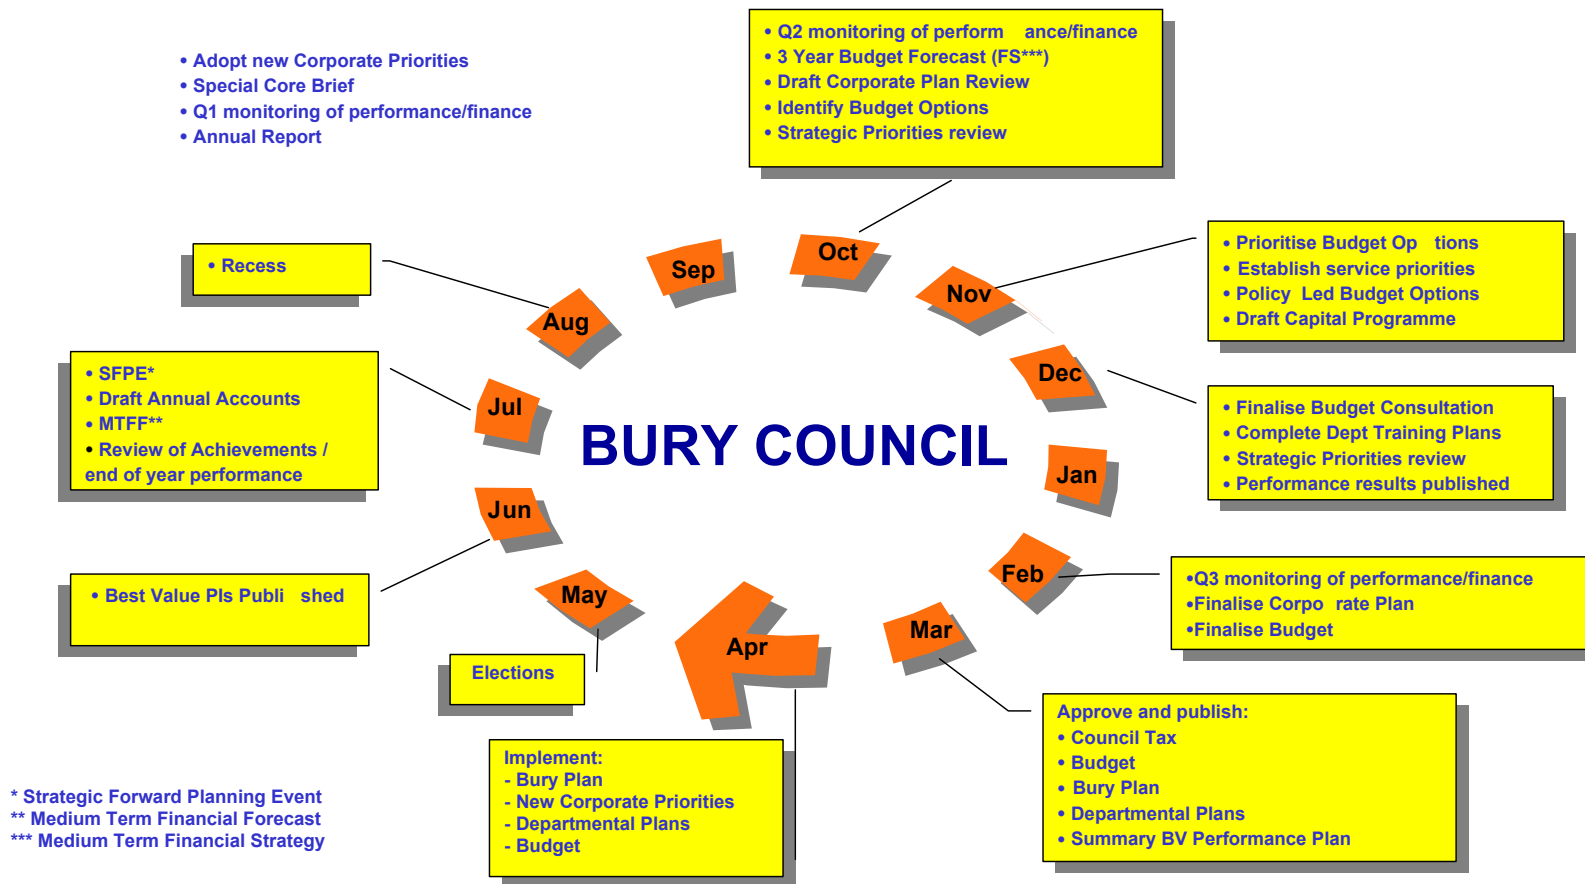 • Adopt new Corporate Priorities
• Special Core Brief
• Q1 monitoring of performance/finance
• Annual Report
• Q2 monitoring of perform ance/finance
• 3 Year Budget Forecast (FS***)
• Draft Corporate Plan Review
• Identify Budget Options
• Strategic Priorities review
Sep
Oct
• Recess
Aug
Nov
• Prioritise Budget Op tions
• Establish service priorities
• Policy Led Budget Options
• Draft Capital Programme
• SFPE*
• Draft Annual Accounts
• MTFF**
• Review of Achievements /
end of year performance
Jul
Dec
BURY COUNCIL
• Finalise Budget Consultation
• Complete Dept Training Plans
• Strategic Priorities review
• Performance results published
Jan
Jun
• Best Value PIs Publi shed
May
Feb
•Q3 monitoring of performance/finance
•Finalise Corpo rate Plan
•Finalise Budget
Elections
Apr
Mar
Approve and publish:
• Council Tax
• Budget
• Bury Plan
• Departmental Plans
• Summary BV Performance Plan
Implement:
- Bury Plan
- New Corporate Priorities
- Departmental Plans
- Budget
* Strategic Forward Planning Event
** Medium Term Financial Forecast
*** Medium Term Financial Strategy